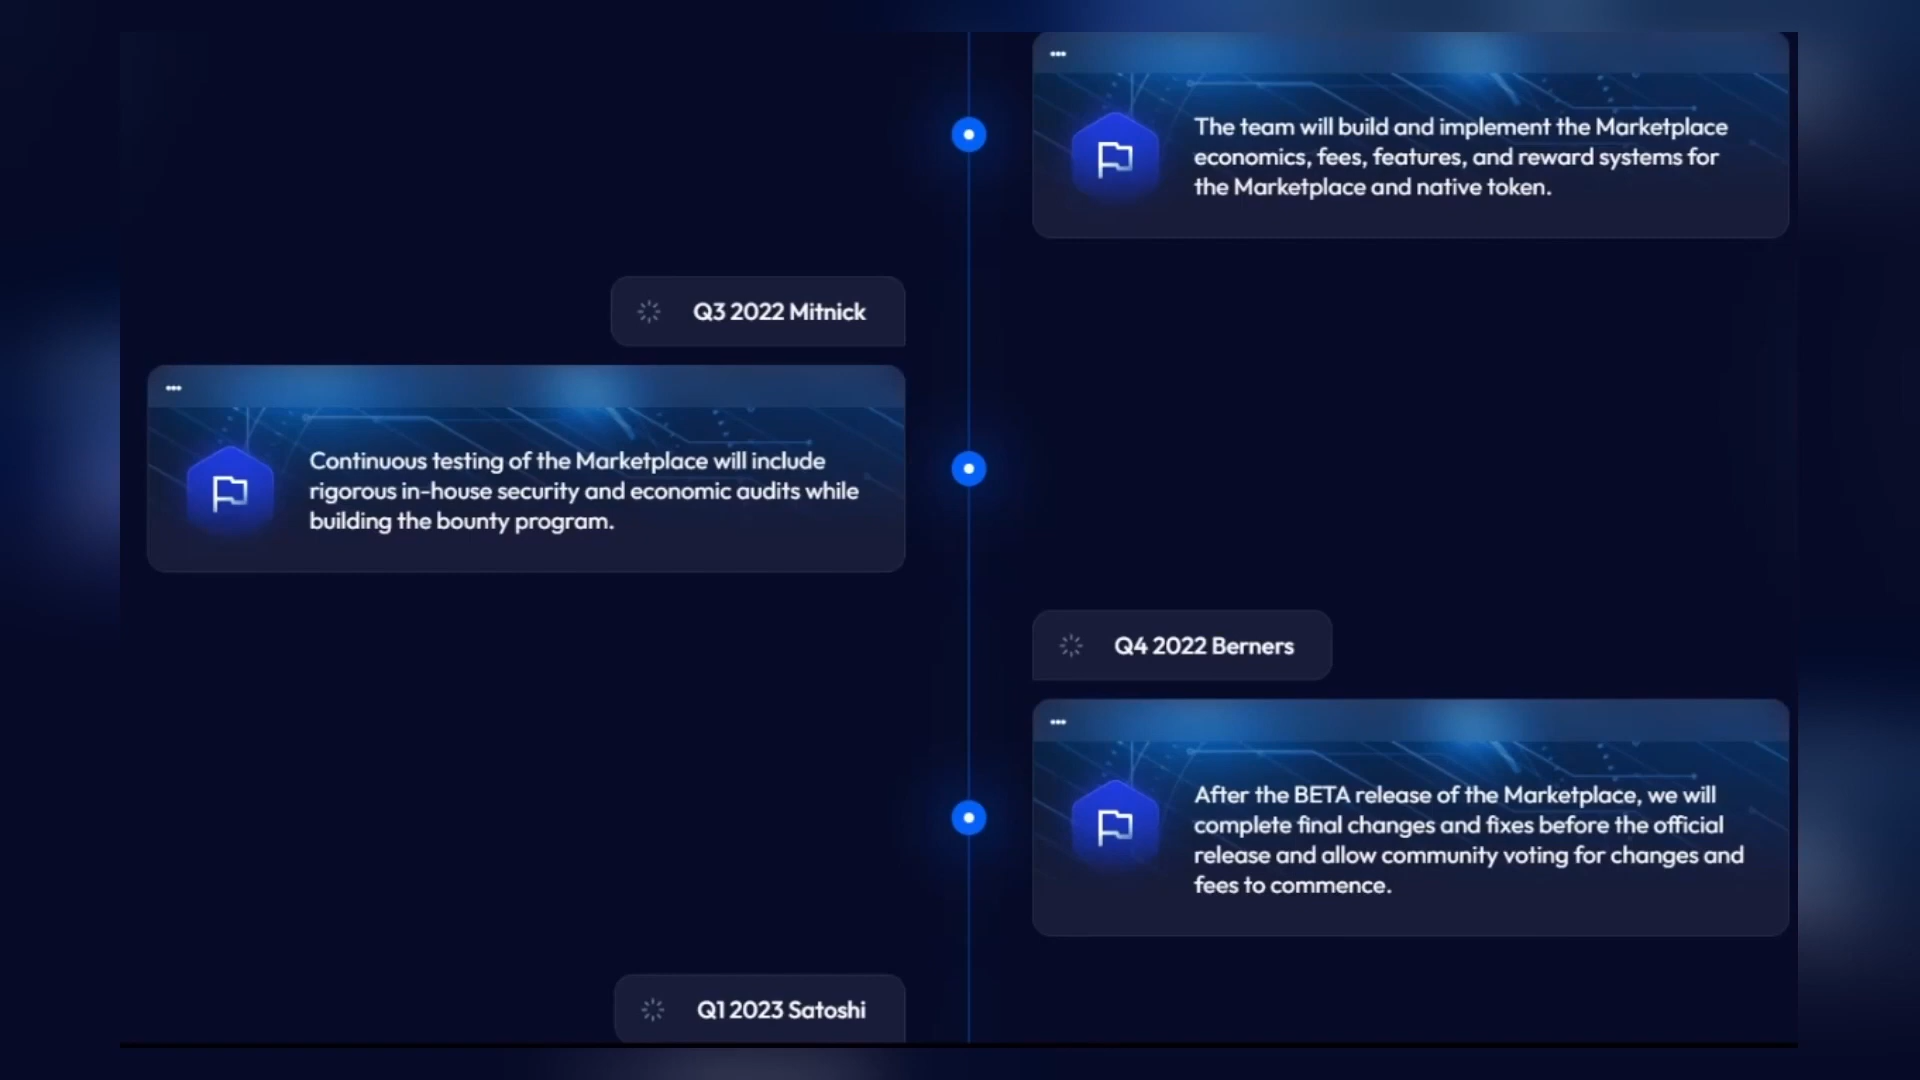 The team will build and implement the Marketplace
economics, fees, features, and reward systems for
the Marketplace and native token.
Q3 2022 Mitnick
Continuous testing of the Marketplace will include
rigorous in-house security and economic audits while
building the bounty program.
Q4 2022 Berners
After the BETA release of the Marketplace, we will
complete final changes and fixes before the official
release and allow community voting for changes and
fees to commence.
Q1 2023 Satoshi